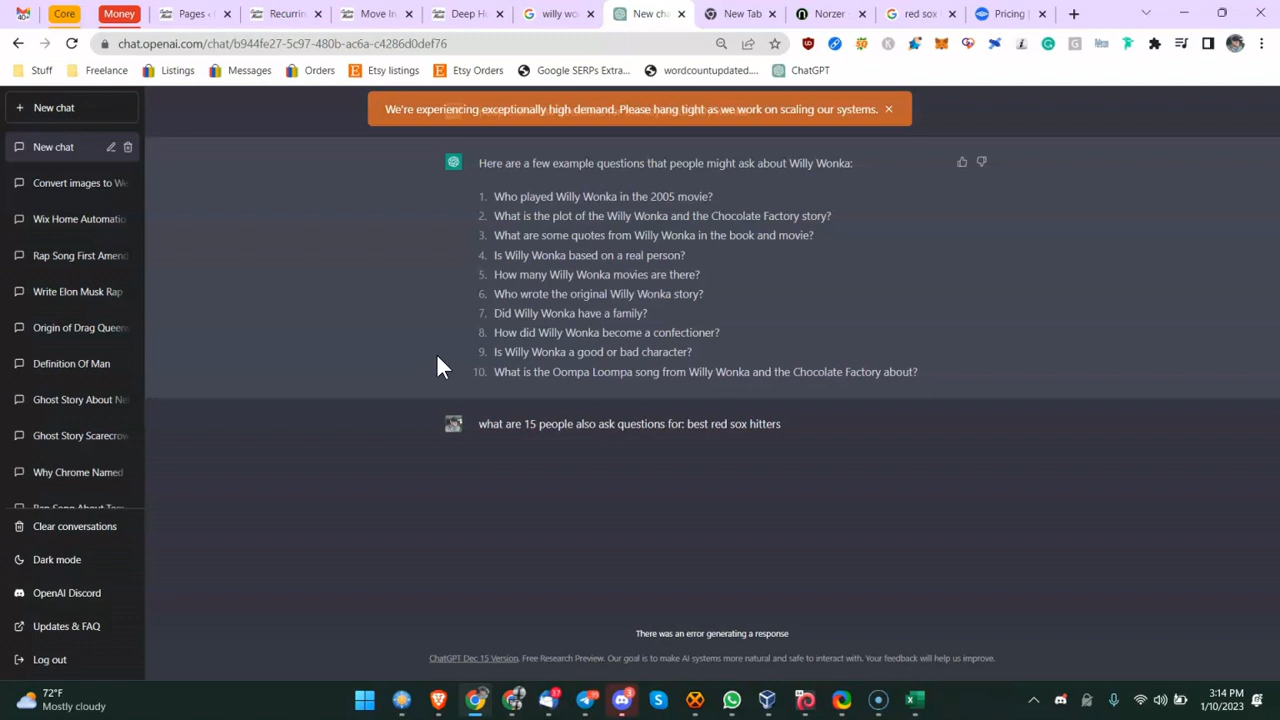 40+
Core
Money
Pages ‹
Recurrin
Move In
Deep Ho
willy wo
New cha
New Tab
Norzer
red sox
Pricing |
chat.openai.com/chat/b944fe27-5c97-480b-ac6a-c4286d0def76
Stuff
Freelance
Listings
Messages
Orders
Etsy listings
Etsy Orders
Google SERPs Extra...
wordcountupdated....
ChatGPT
New chat
New chat
Convert images to We
Wix Home Automatio
Rap Song First Amend
Write Elon Musk Rap
Origin of Drag Queen
Definition Of Man
Ghost Story About Ne
Ghost Story Scarecrow
Why Chrome Named
Clear conversations
Dark mode
OpenAI Discord
Updates & FAQ
Log out
We're experiencing exceptionally high demand. Please hang tight as we work on scaling our systems.
Here are a few example questions that people might ask about Willy Wonka:
1. Who played Willy Wonka in the 2005 movie?
2. What is the plot of the Willy Wonka and the Chocolate Factory story?
3. What are some quotes from Willy Wonka in the book and movie?
4. Is Willy Wonka based on a real person?
5. How many Willy Wonka movies are there?
6. Who wrote the original Willy Wonka story?
7. Did Willy Wonka have a family?
8. How did Willy Wonka become a confectioner?
9. Is Willy Wonka a good or bad character?
10. What is the Oompa Loompa song from Willy Wonka and the Chocolate Factory about?
what are 15 people also ask questions for: best red sox hitters
There was an error generating a response
ChatGPT Dec 15 Version. Free Research Preview. Our goal is to make AI systems more natural and safe to interact with. Your feedback will help us improve.
72°F
Mostly cloudy
3:14 PM
1/10/2023